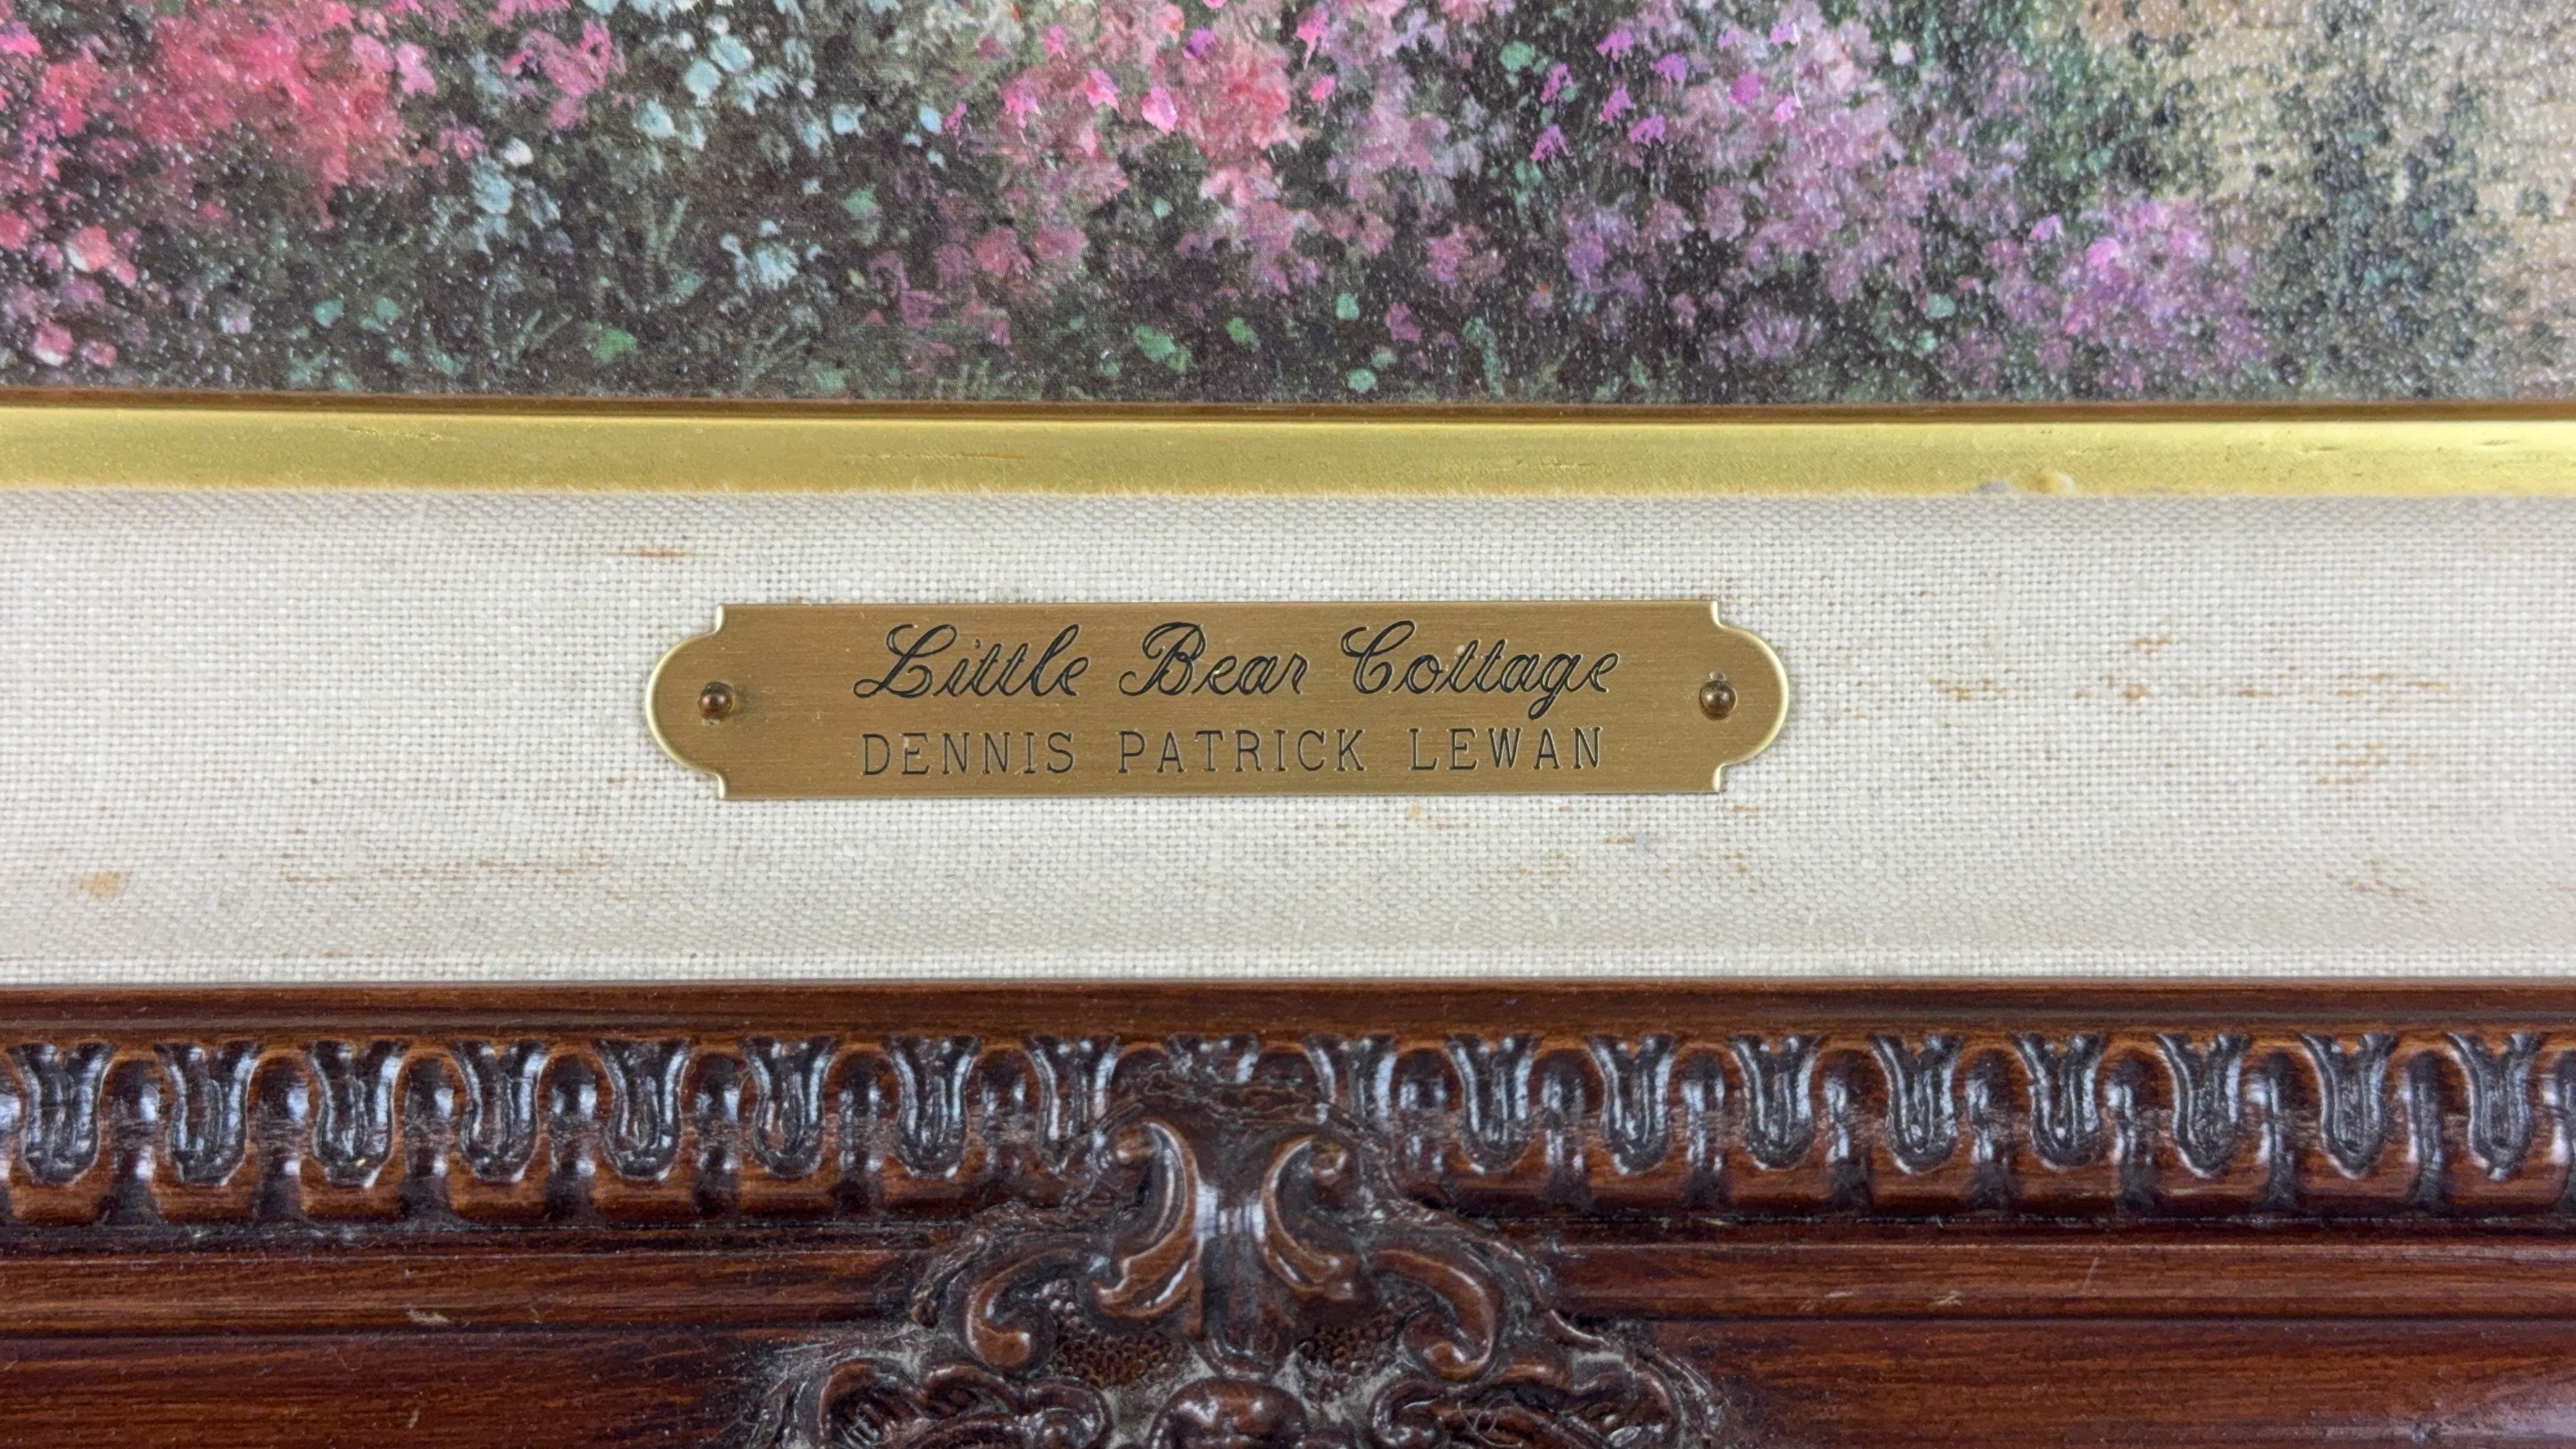 Little Bear Cottage
DENNIS PATRICK LEWAN